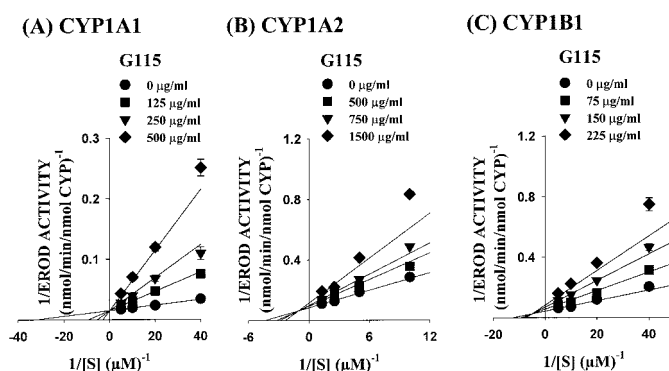 (A) CYP1A1
G115
0 µg/ml
125 µg/ml
250 µg/ml
500 µg/ml
1/EROD ACTIVITY
(nmol/min/nmol CYP)⁻¹
0.3
0.2
0.1
-40
-20
0
20
40
1/[S] (µM)⁻¹
(B) CYP1A2
G115
0 µg/ml
500 µg/ml
750 µg/ml
1500 µg/ml
1/EROD ACTIVITY
(nmol/min/nmol CYP)⁻¹
1.2
0.8
0.4
-6
0
6
12
1/[S] (µM)⁻¹
(C) CYP1B1
G115
0 µg/ml
75 µg/ml
150 µg/ml
225 µg/ml
1/EROD ACTIVITY
(nmol/min/nmol CYP)⁻¹
1.2
0.8
0.4
-20
0
20
40
1/[S] (µM)⁻¹